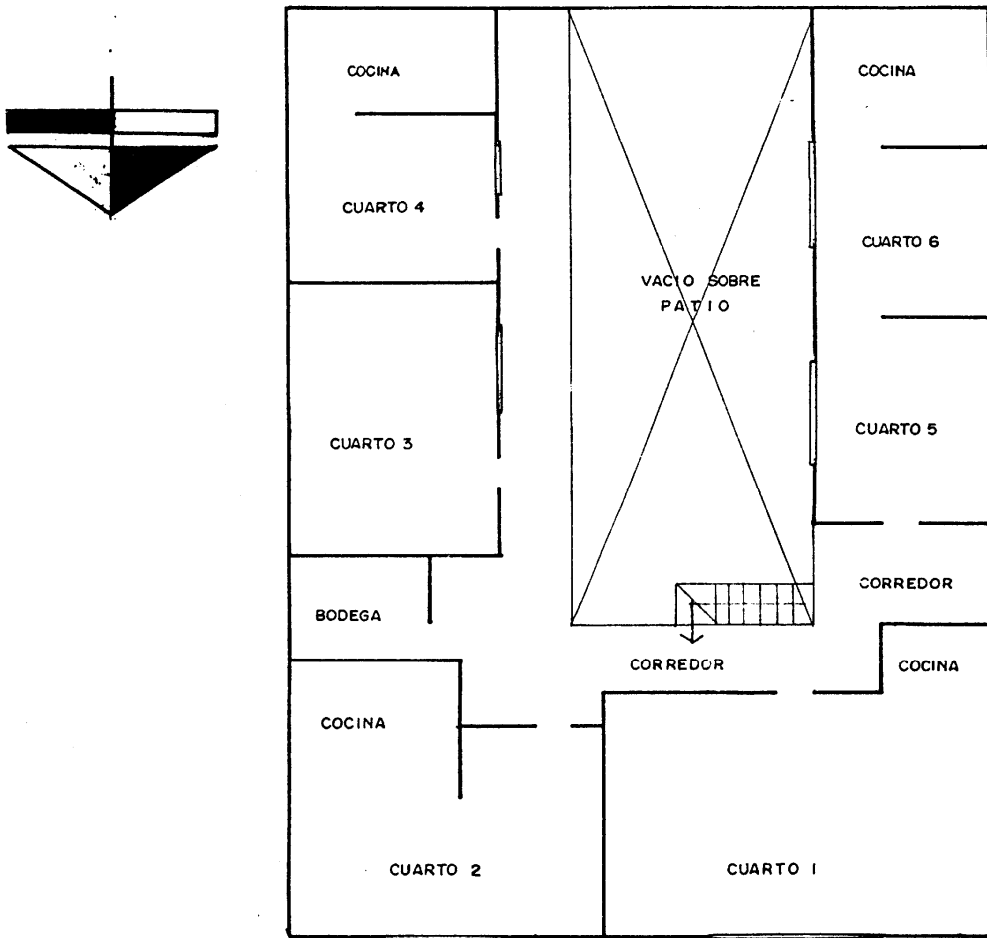 COCINA
COCINA
CUARTO 4
CUARTO 6
VACIO SOBRE
PATIO
CUARTO 3
CUARTO 5
CORREDOR
BODEGA
CORREDOR
COCINA
COCINA
CUARTO 2
CUARTO 1